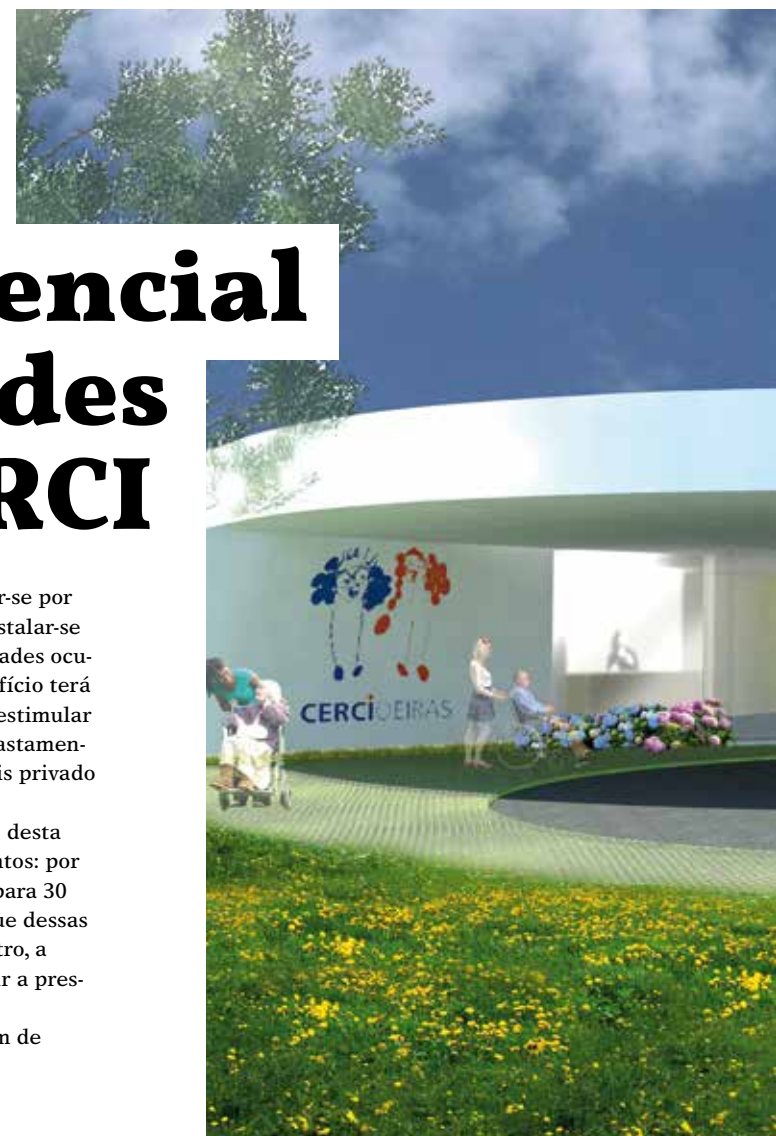 encial
des
RCI
r-se por
stalar-se
ades ocu-
fício terá
estimular
astamen-
is privado
desta
tos: por
para 30
ue dessas
tro, a
r a pres-
n de
CERCIOEIRAS